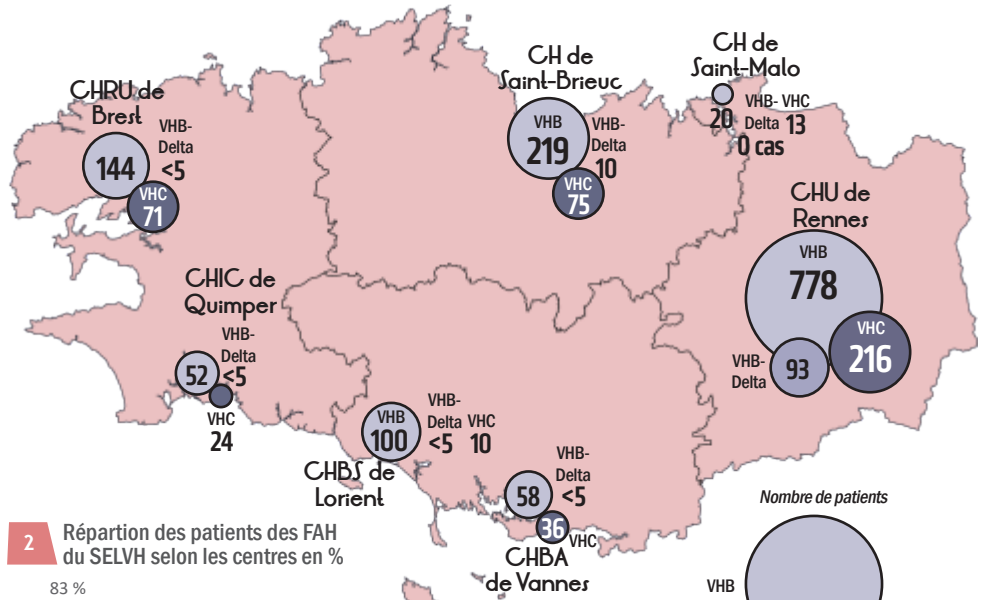 CHRU de
Brest
144
VHB-
Delta
<5
VHC
71
CH de
Saint-Brieuc
VHB
219
VHB-
Delta
10
VHC
75
CH de
Saint-Malo
20
VHB-
Delta
0 cas
VHC
13
CHU de
Rennes
VHB
778
VHC
216
VHB-
Delta
93
CHIC de
Quimper
VHB-
Delta
52
<5
VHC
24
VHB
100
VHB-
Delta
<5
VHC
10
CHBS de
Lorient
58
VHB-
Delta
<5
36
VHC
CHBA
de Vannes
Nombre de patients
VHB
2
Répartion des patients des FAH
du SELVH selon les centres en %
83 %